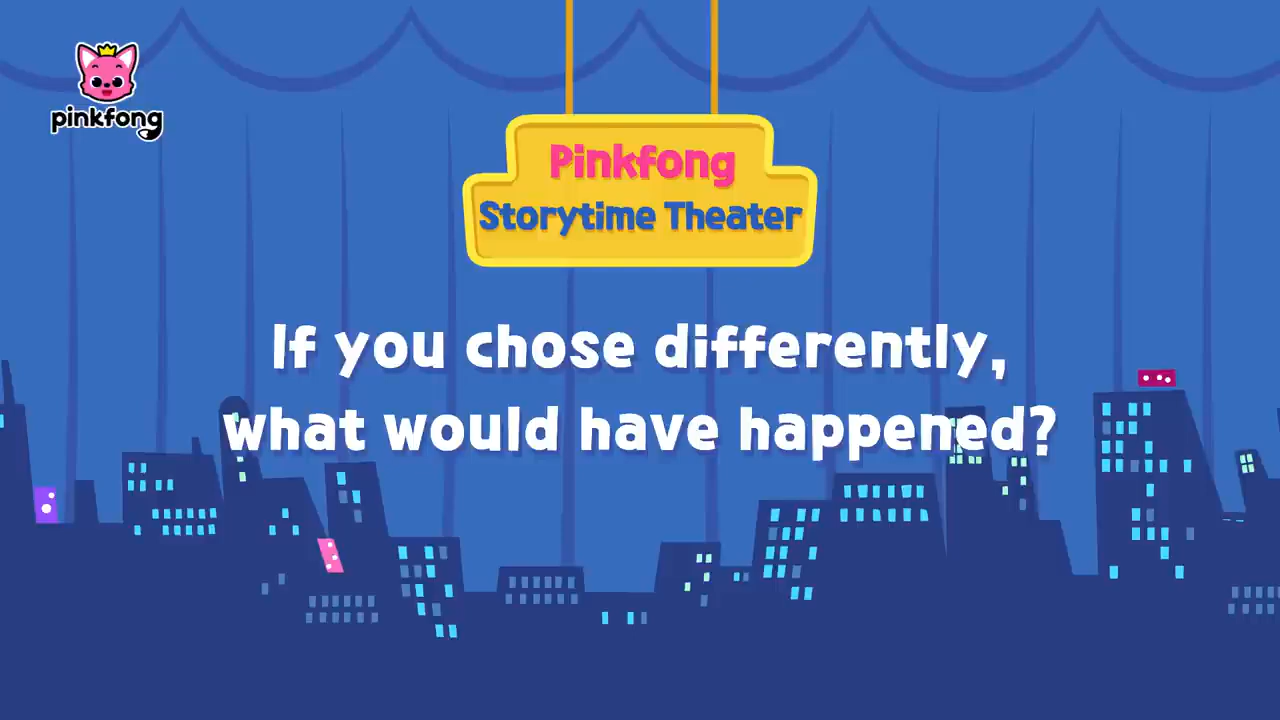 pinkfong
Pinkfong
Storytime Theater
If you chose differently,
what would have happened?